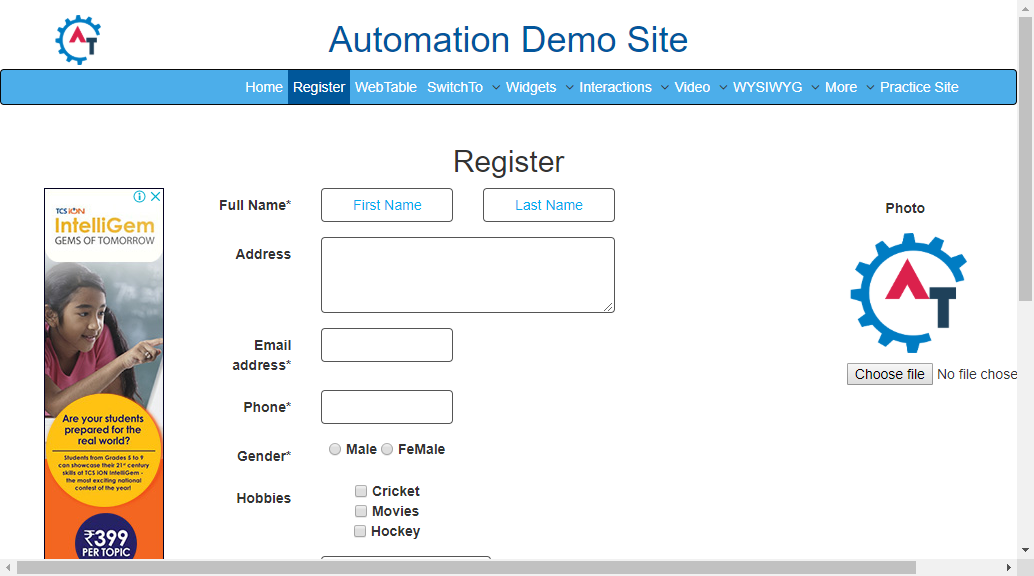 AT
Automation Demo Site
Home Register WebTable SwitchTo Widgets Interactions Video WYSIWYG More Practice Site
Register
TCS iON
IntelliGem
GEMS OF TOMORROW
Are your students
prepared for the
real world?
Students from Grades 5 to 9
can showcase their 21st century
skills at TCS iON IntelliGem -
the most exciting national
contest of the year!
₹399
PER TOPIC
Full Name* First Name Last Name
Address
Email
address*
Phone*
Gender* Male FeMale
Hobbies Cricket
Movies
Hockey
Photo
AT
Choose file No file chose